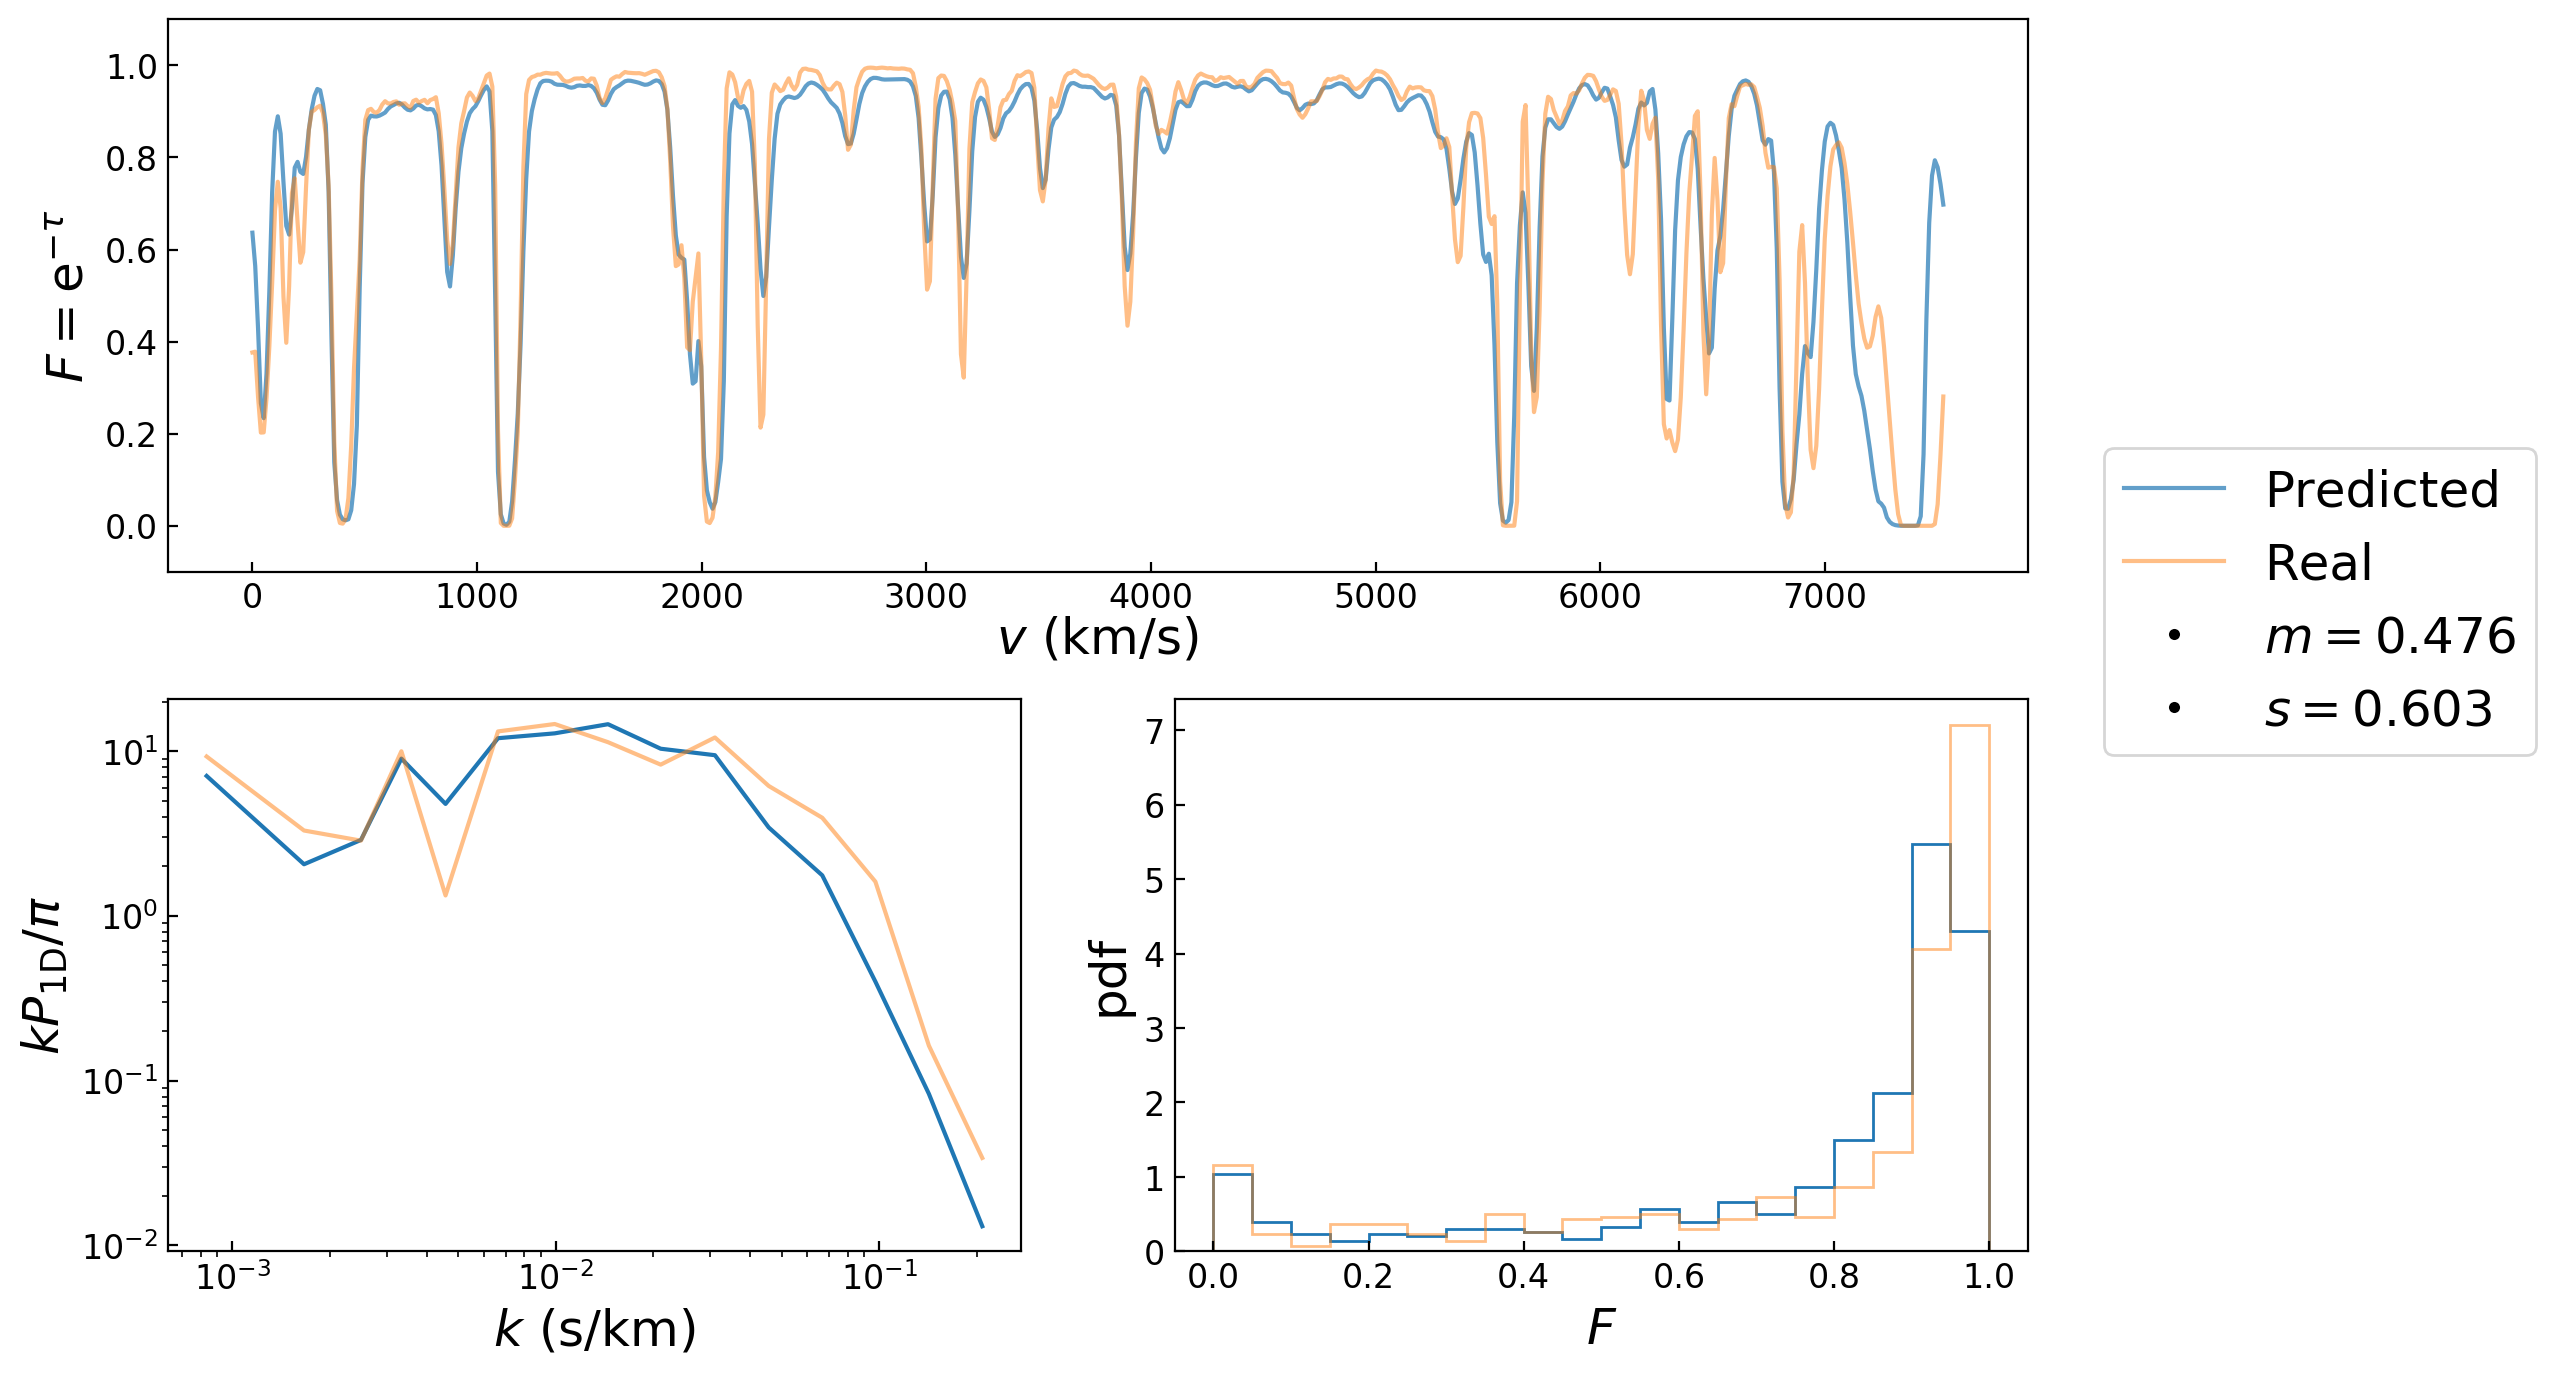 1.0
0.8
0.6
0.4
0.2
0.0
F = e^{−τ}
0 1000 2000 3000 4000 5000 6000 7000
v (km/s)
Predicted
Real
m = 0.476
s = 0.603
10^1
10^0
10^{−1}
10^{−2}
kP_{1D}/π
10^{−3} 10^{−2} 10^{−1}
k (s/km)
7
6
5
4
3
2
1
0
pdf
0.0 0.2 0.4 0.6 0.8 1.0
F